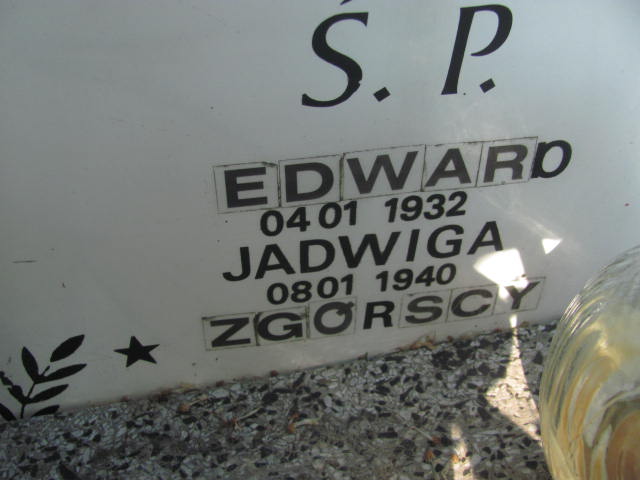 Ś. P.
EDWARD
04 01 1932
JADWIGA
08 01 1940
ZGÓRSCY